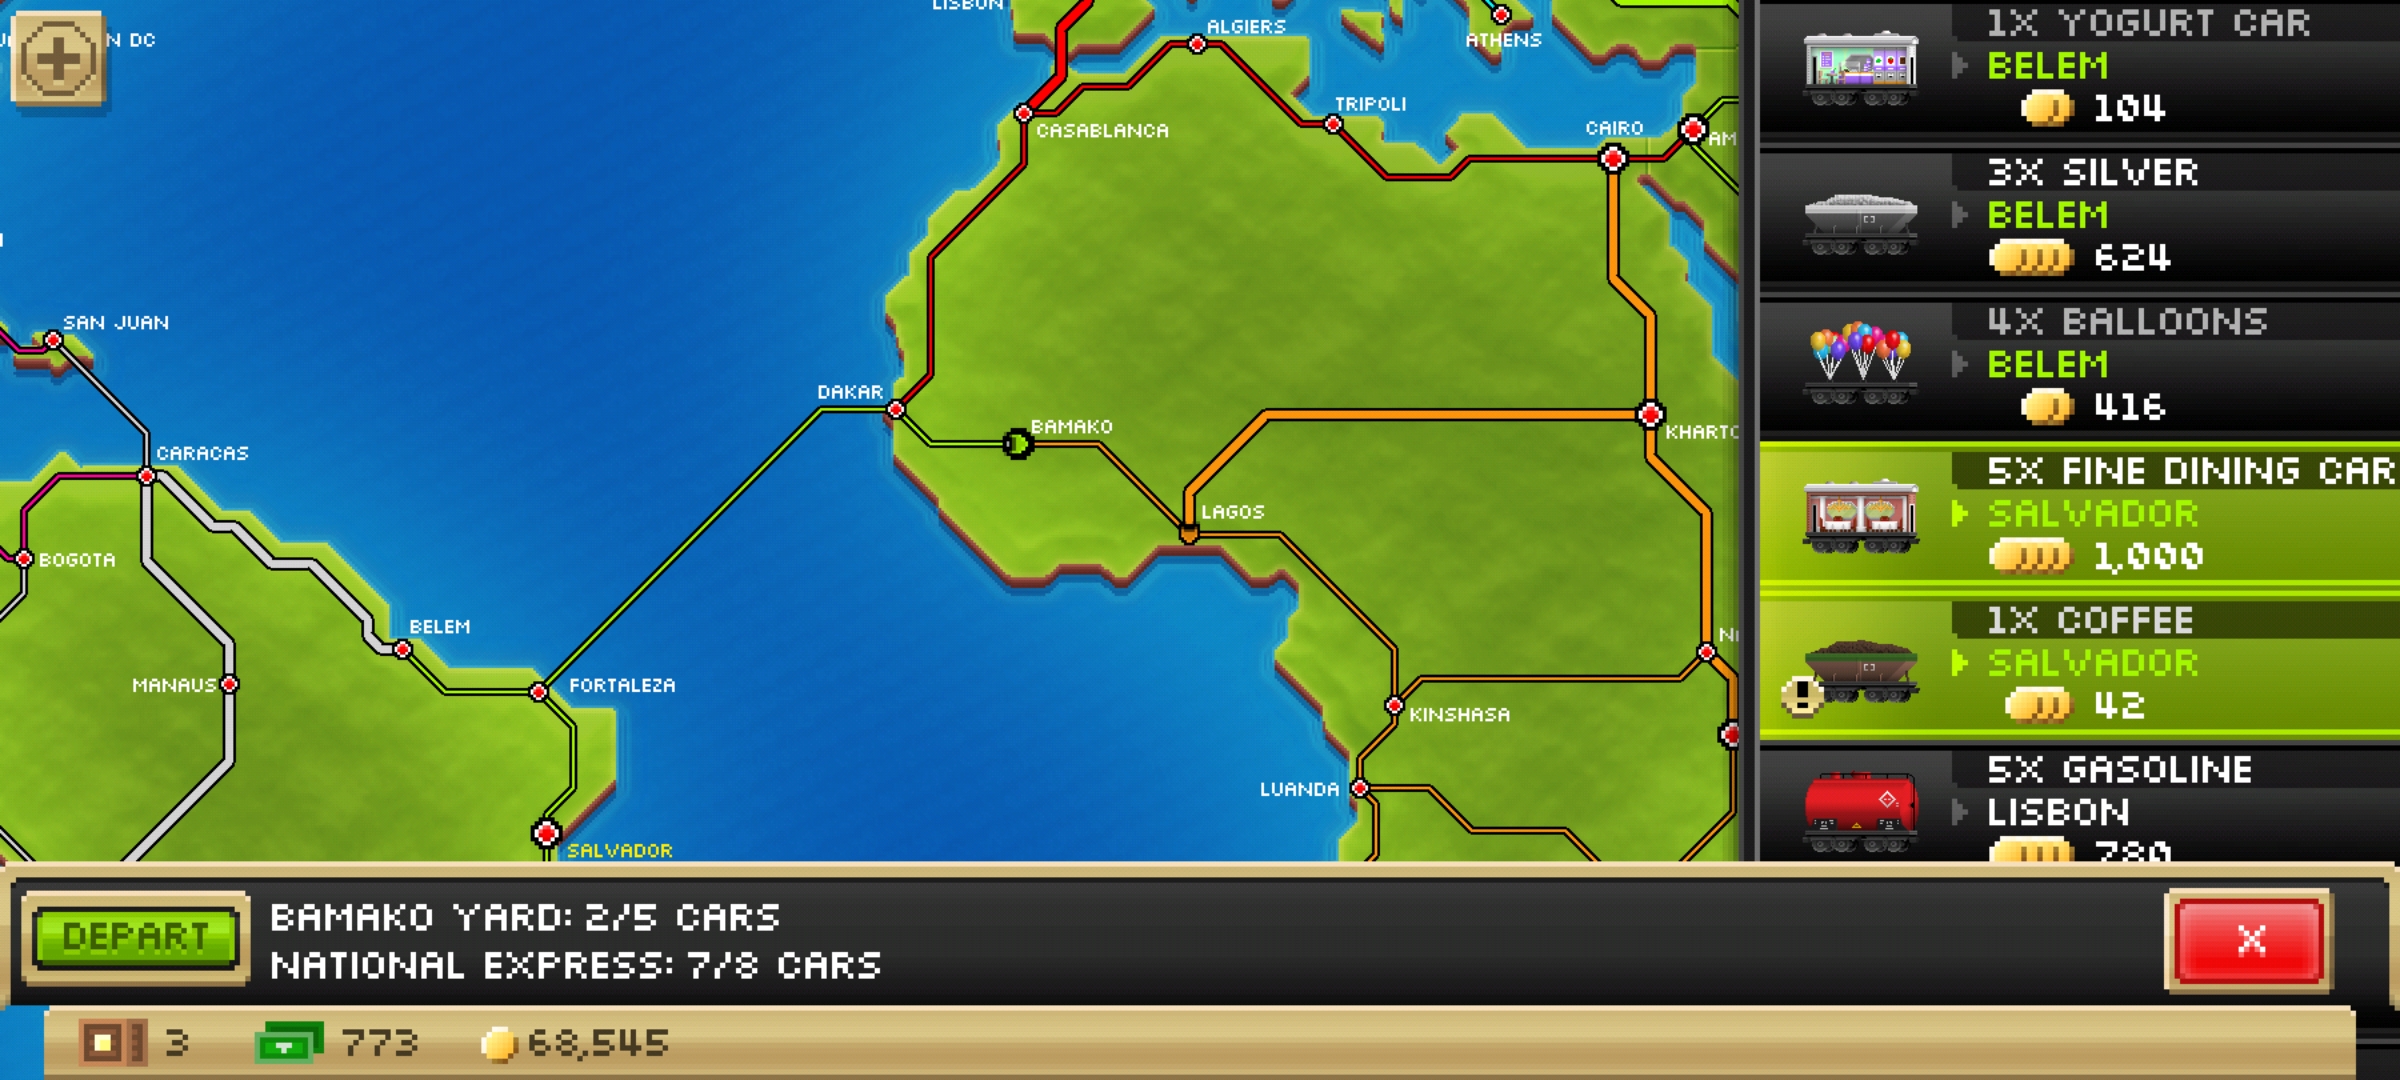 LISBON
N DC
ALGIERS
ATHENS
TRIPOLI
CASABLANCA
CAIRO
AM
SAN JUAN
DAKAR
BAMAKO
KHARTO
CARACAS
LAGOS
BOGOTA
BELEM
MANAUS
FORTALEZA
KINSHASA
LUANDA
SALVADOR
1X YOGURT CAR
BELEM
104
3X SILVER
BELEM
624
4X BALLOONS
BELEM
416
5X FINE DINING CAR
SALVADOR
1,000
1X COFFEE
SALVADOR
42
5X GASOLINE
LISBON
780
DEPART
BAMAKO YARD: 2/5 CARS
NATIONAL EXPRESS: 7/8 CARS
X
3
773
68,545